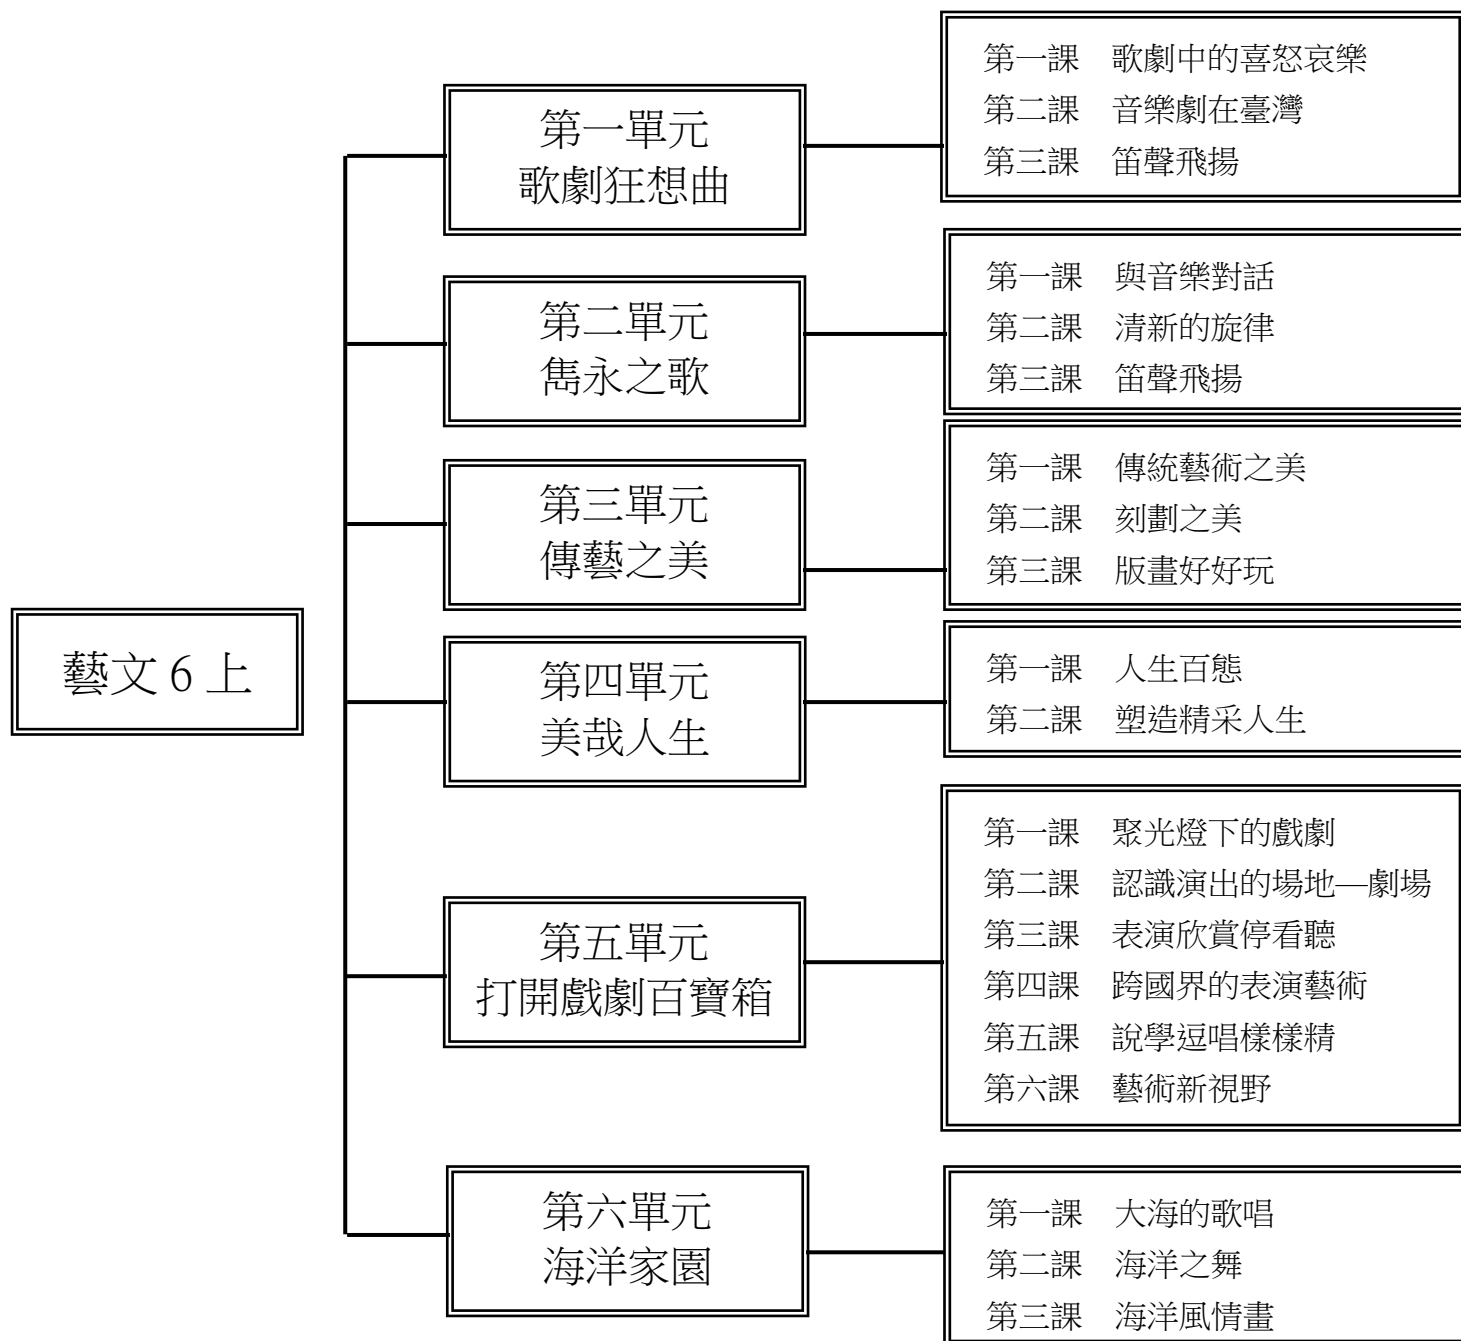 藝文 6 上
第一單元
歌劇狂想曲
第一課　歌劇中的喜怒哀樂
第二課　音樂劇在臺灣
第三課　笛聲飛揚
第二單元
雋永之歌
第一課　與音樂對話
第二課　清新的旋律
第三課　笛聲飛揚
第三單元
傳藝之美
第一課　傳統藝術之美
第二課　刻劃之美
第三課　版畫好好玩
第四單元
美哉人生
第一課　人生百態
第二課　塑造精采人生
第五單元
打開戲劇百寶箱
第一課　聚光燈下的戲劇
第二課　認識演出的場地—劇場
第三課　表演欣賞停看聽
第四課　跨國界的表演藝術
第五課　說學逗唱樣樣精
第六課　藝術新視野
第六單元
海洋家園
第一課　大海的歌唱
第二課　海洋之舞
第三課　海洋風情畫